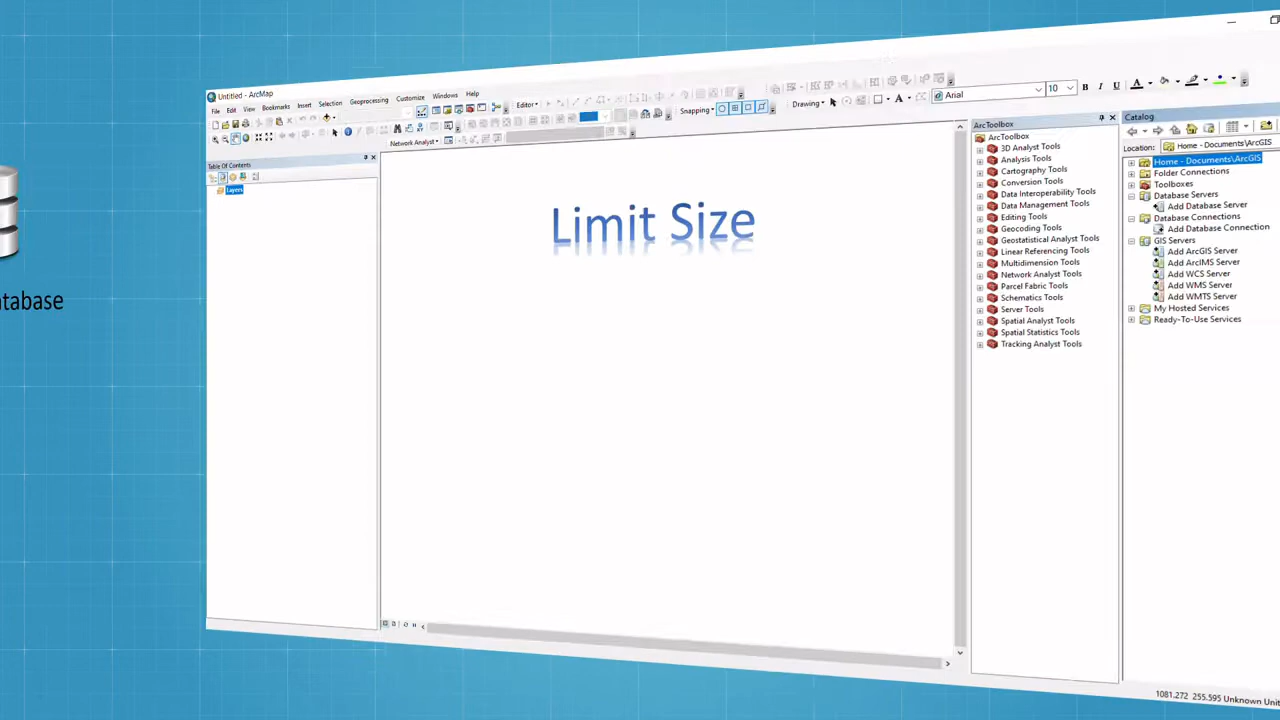 Untitled - ArcMap
File Edit View Bookmarks Insert Selection Geoprocessing Customize Windows Help
Editor
Snapping
Drawing
Arial
10
B I U A
Network Analyst
Table Of Contents
Layers
Limit Size
ArcToolbox
ArcToolbox
3D Analyst Tools
Analysis Tools
Cartography Tools
Conversion Tools
Data Interoperability Tools
Data Management Tools
Editing Tools
Geocoding Tools
Geostatistical Analyst Tools
Linear Referencing Tools
Multidimension Tools
Network Analyst Tools
Parcel Fabric Tools
Schematics Tools
Server Tools
Spatial Analyst Tools
Spatial Statistics Tools
Tracking Analyst Tools
Catalog
Location: Home - Documents\ArcGIS
Home - Documents\ArcGIS
Folder Connections
Toolboxes
Database Servers
Add Database Server
Database Connections
Add Database Connection
GIS Servers
Add ArcGIS Server
Add ArcIMS Server
Add WCS Server
Add WMS Server
Add WMTS Server
My Hosted Services
Ready-To-Use Services
atabase
1081.272 255.595 Unknown Unit